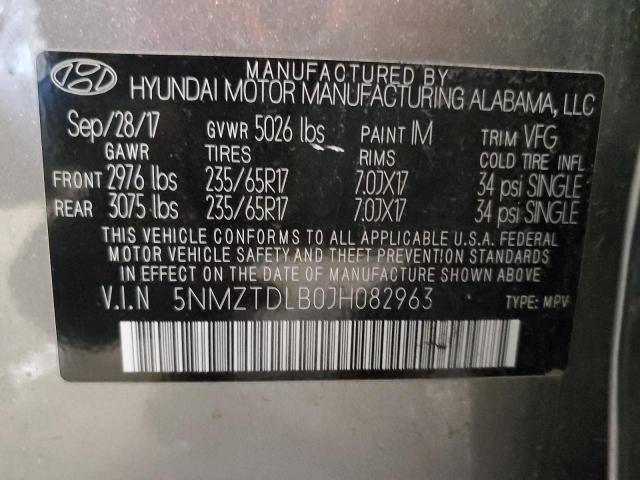 MANUFACTURED BY
HYUNDAI MOTOR MANUFACTURING ALABAMA, LLC
Sep/28/17 GVWR 5026 lbs PAINT IM TRIM VFG
GAWR TIRES RIMS COLD TIRE INFL
FRONT 2976 lbs 235/65R17 7.0JX17 34 psi SINGLE
REAR 3075 lbs 235/65R17 7.0JX17 34 psi SINGLE
THIS VEHICLE CONFORMS TO ALL APPLICABLE U.S.A. FEDERAL
MOTOR VEHICLE SAFETY AND THEFT PREVENTION STANDARDS
IN EFFECT ON THE DATE OF MANUFACTURE SHOWN ABOVE.
V.I.N 5NMZTDLB0JH082963 TYPE: MPV